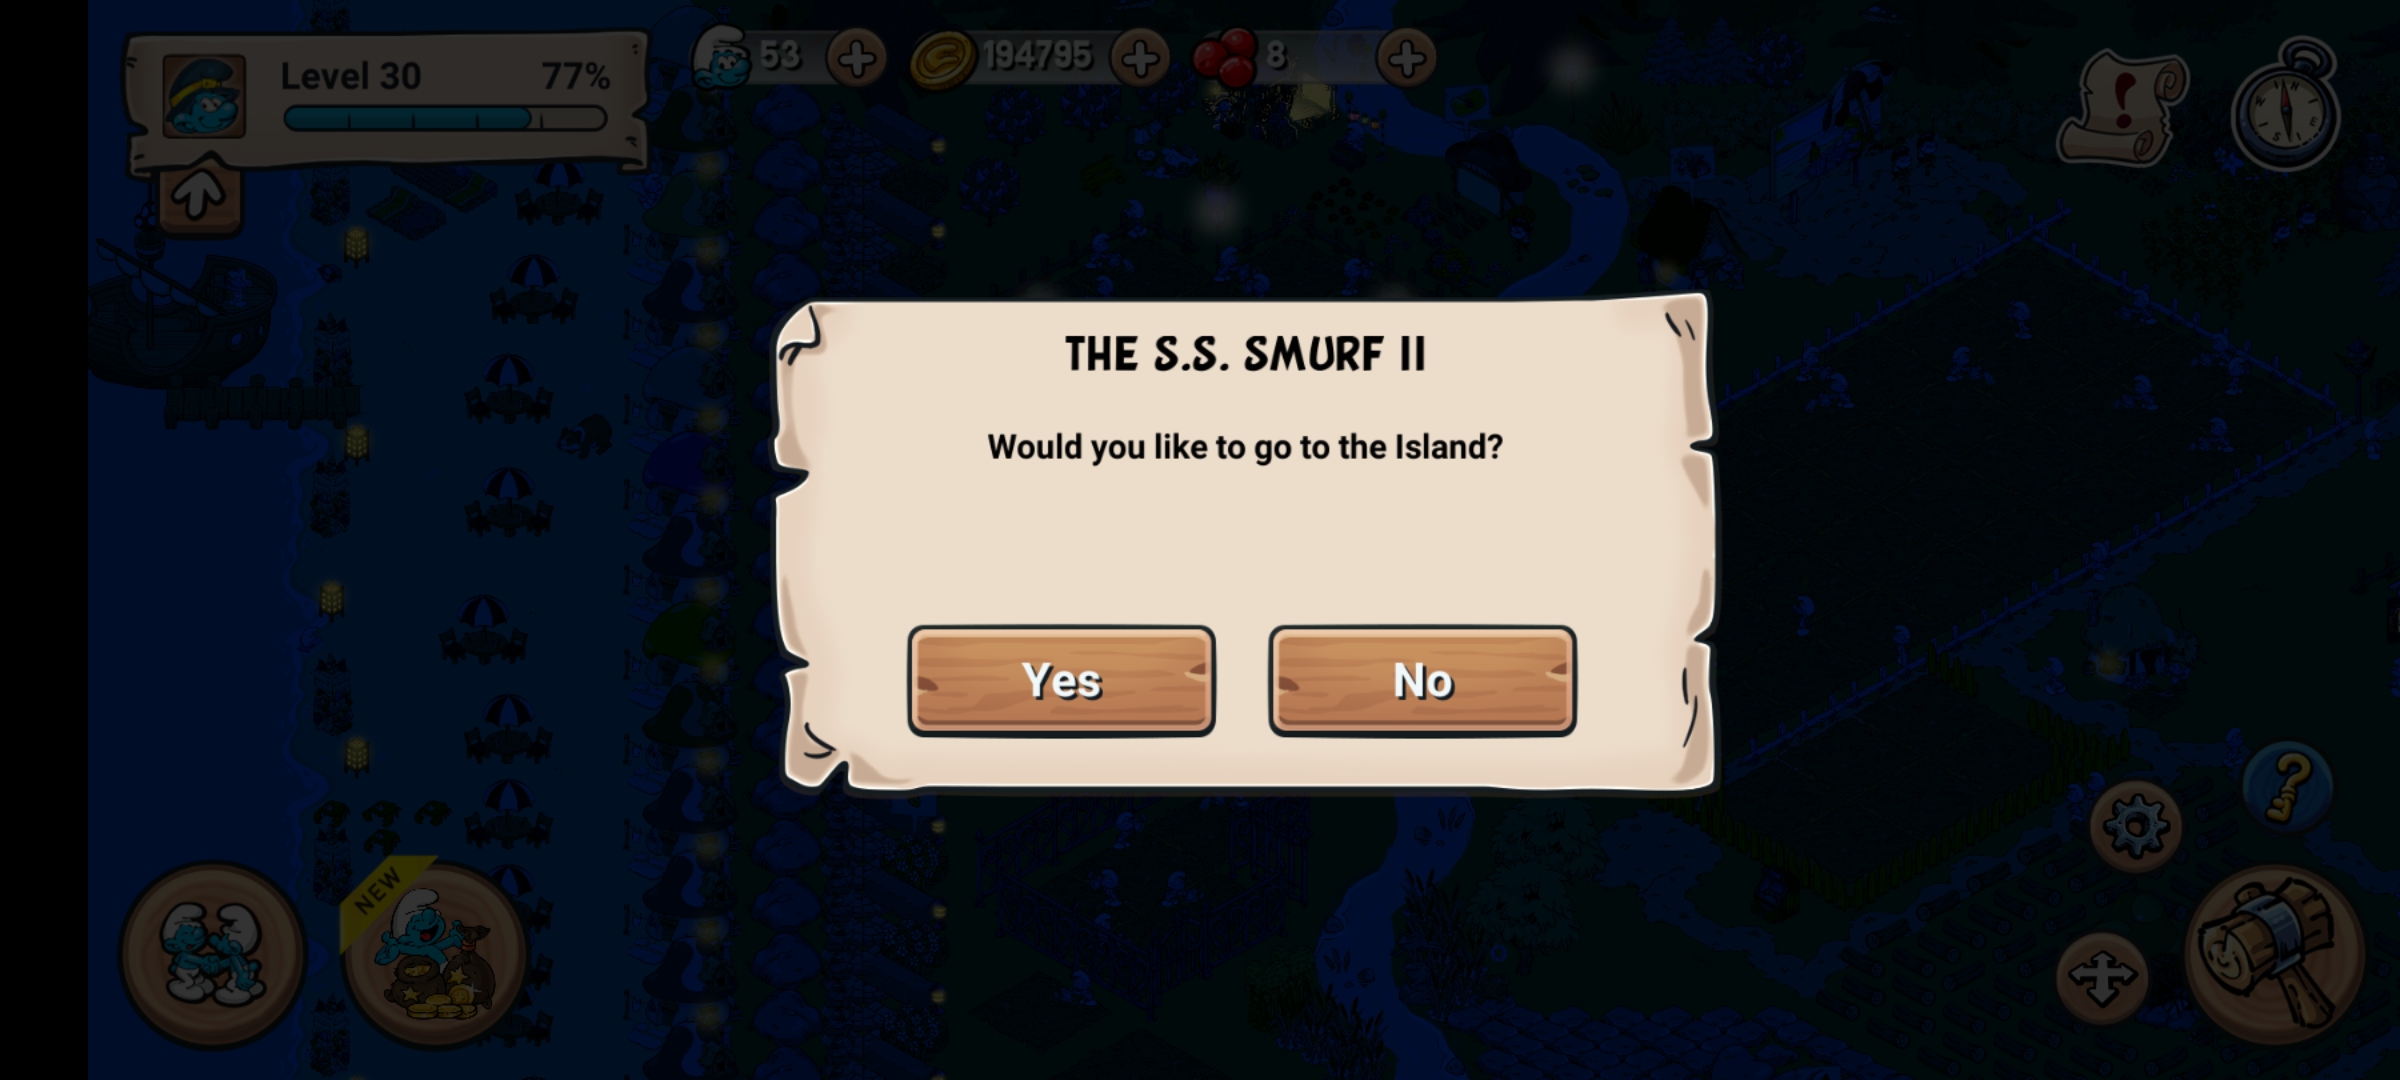 Level 30 77%
53
194795
8
THE S.S. SMURF II
Would you like to go to the Island?
Yes
No
NEW